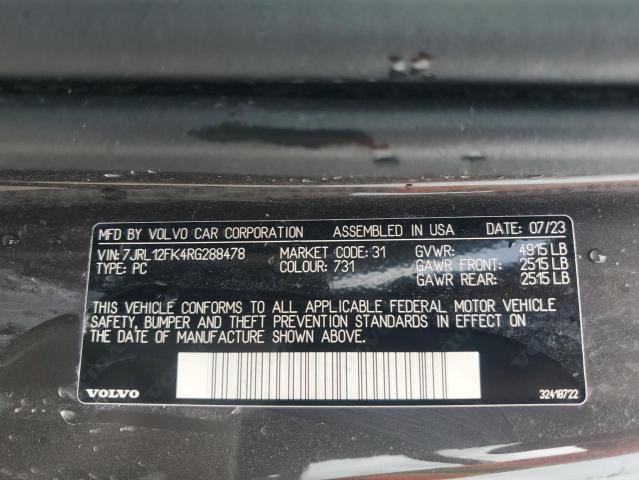 MFD BY VOLVO CAR CORPORATION ASSEMBLED IN USA DATE: 07/23
VIN: 7JRL12FK4RG288478 MARKET CODE: 31 GVWR: 4915 LB
TYPE: PC COLOUR: 731 GAWR FRONT: 2515 LB
GAWR REAR: 2515 LB
THIS VEHICLE CONFORMS TO ALL APPLICABLE FEDERAL MOTOR VEHICLE
SAFETY, BUMPER AND THEFT PREVENTION STANDARDS IN EFFECT ON
THE DATE OF MANUFACTURE SHOWN ABOVE.
VOLVO 32418722